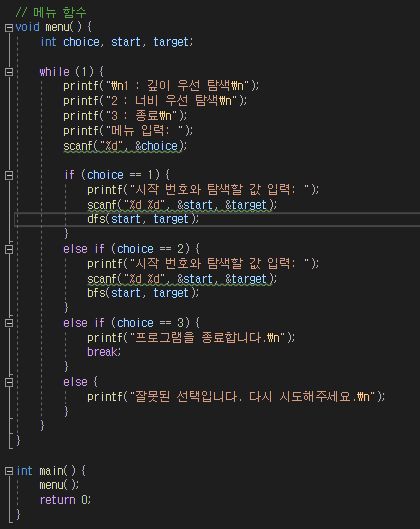 // 메뉴 함수
void menu() {
    int choice, start, target;

    while (1) {
        printf("₩n1 : 깊이 우선 탐색₩n");
        printf("2 : 너비 우선 탐색₩n");
        printf("3 : 종료₩n");
        printf("메뉴 입력: ");
        scanf("%d", &choice);

        if (choice == 1) {
            printf("시작 번호와 탐색할 값 입력: ");
            scanf("%d %d", &start, &target);
            dfs(start, target);
        }
        else if (choice == 2) {
            printf("시작 번호와 탐색할 값 입력: ");
            scanf("%d %d", &start, &target);
            bfs(start, target);
        }
        else if (choice == 3) {
            printf("프로그램을 종료합니다.₩n");
            break;
        }
        else {
            printf("잘못된 선택입니다. 다시 시도해주세요.₩n");
        }
    }
}

int main() {
    menu();
    return 0;
}